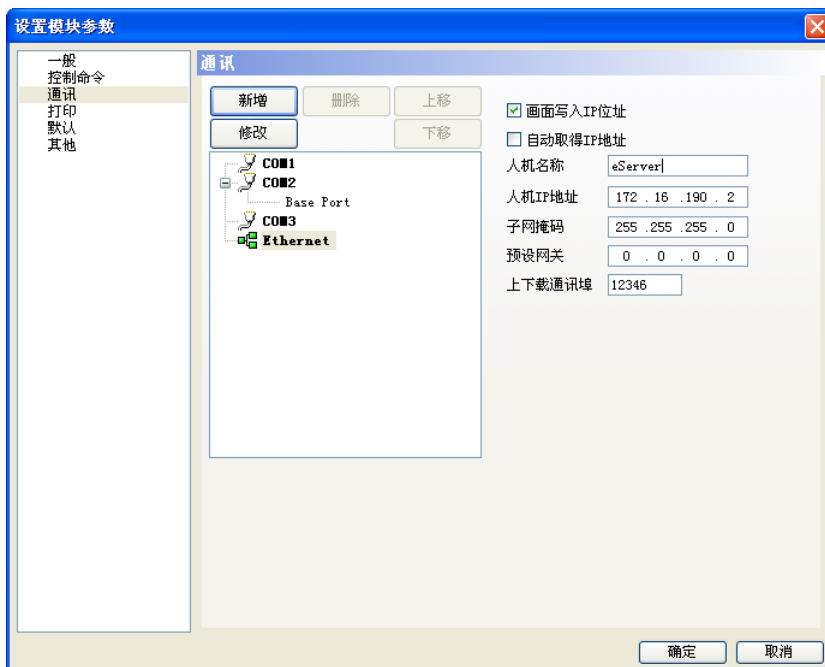 设置模块参数
一般
控制命令
通讯
打印
默认
其他
通讯
新增
删除
上移
修改
下移
COM1
COM2
Base Port
COM3
Ethernet
画面写入IP位址
自动取得IP地址
人机名称 eServer
人机IP地址 172 . 16 .190 . 2
子网掩码 255 .255 .255 . 0
预设网关 0 . 0 . 0 . 0
上下载通讯埠 12346
确定
取消